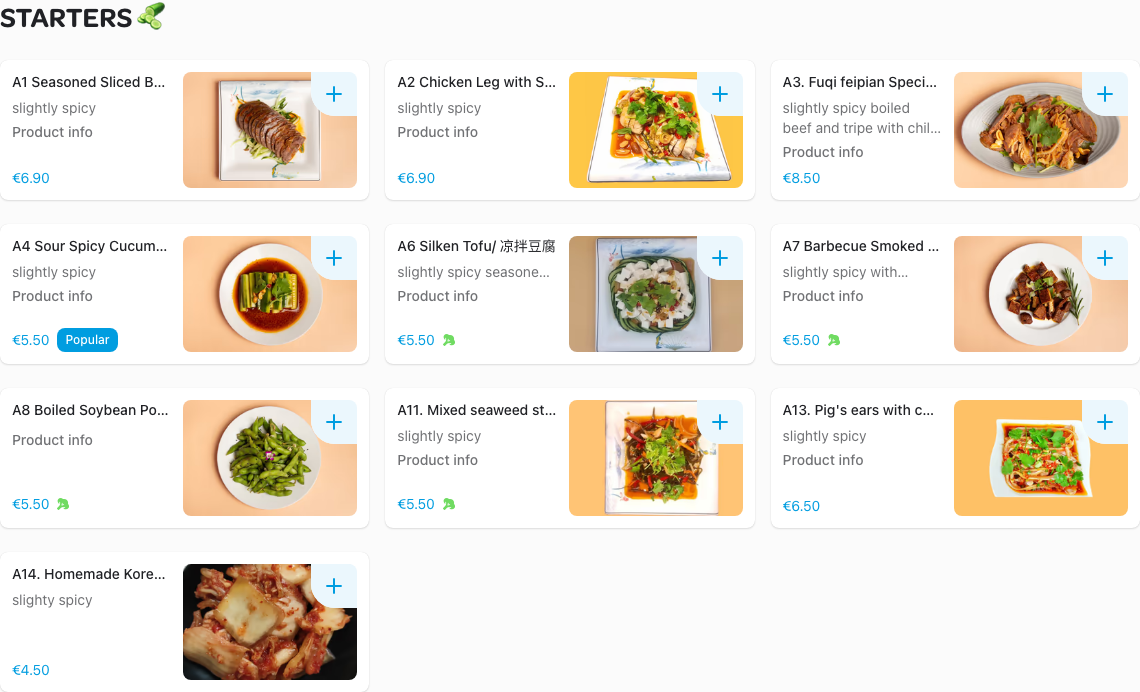 STARTERS
A1 Seasoned Sliced B...
slightly spicy
Product info
€6.90
A2 Chicken Leg with S...
slightly spicy
Product info
€6.90
A3. Fuqi feipian Speci...
slightly spicy boiled
beef and tripe with chil...
Product info
€8.50
A4 Sour Spicy Cucum...
slightly spicy
Product info
€5.50 Popular
A6 Silken Tofu/ 凉拌豆腐
slightly spicy seasone...
Product info
€5.50
A7 Barbecue Smoked ...
slightly spicy with...
Product info
€5.50
A8 Boiled Soybean Po...
Product info
€5.50
A11. Mixed seaweed st...
slightly spicy
Product info
€5.50
A13. Pig's ears with c...
slightly spicy
Product info
€6.50
A14. Homemade Kore...
slighty spicy
€4.50